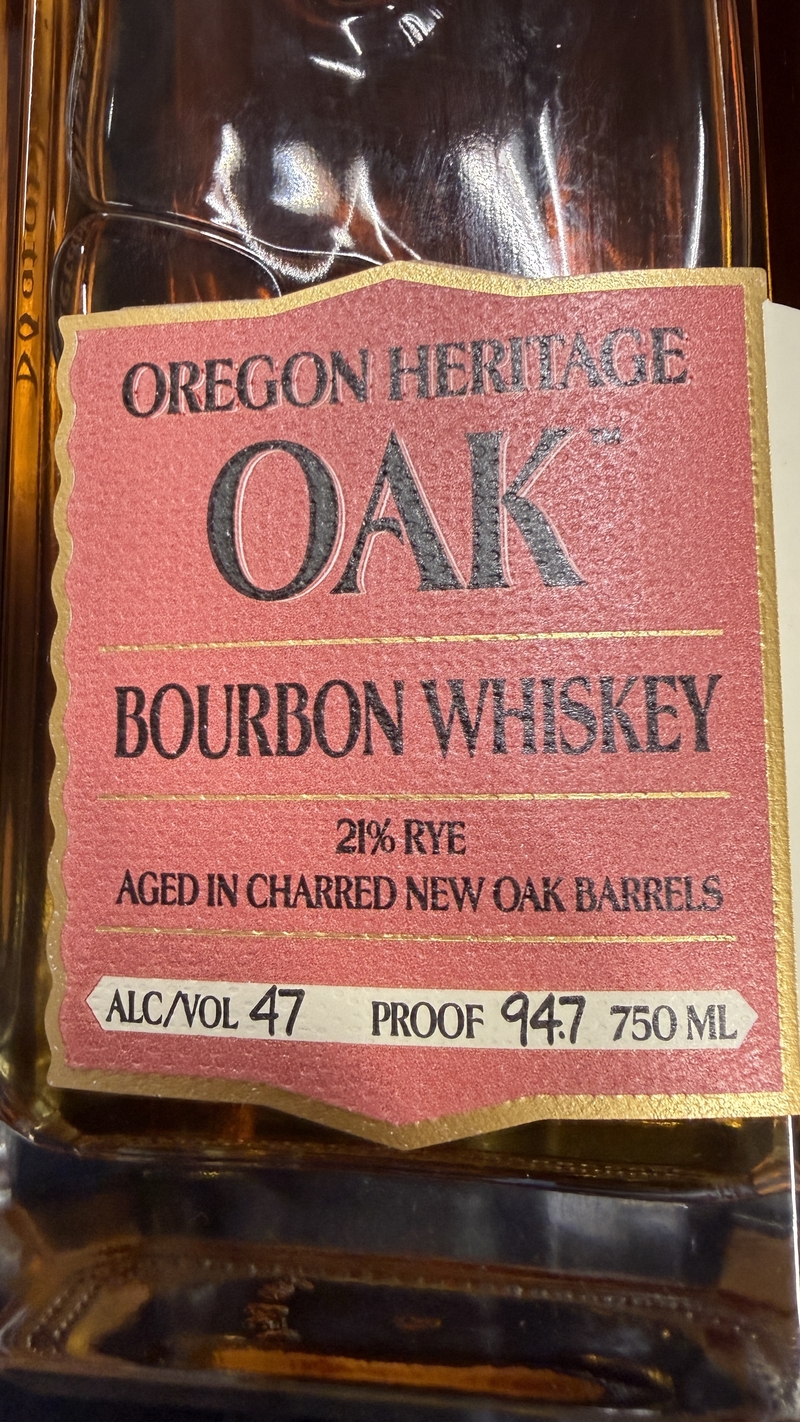 OREGON HERITAGE
OAK™
BOURBON WHISKEY
21% RYE
AGED IN CHARRED NEW OAK BARRELS
ALC/VOL 47 PROOF 94.7 750 ML